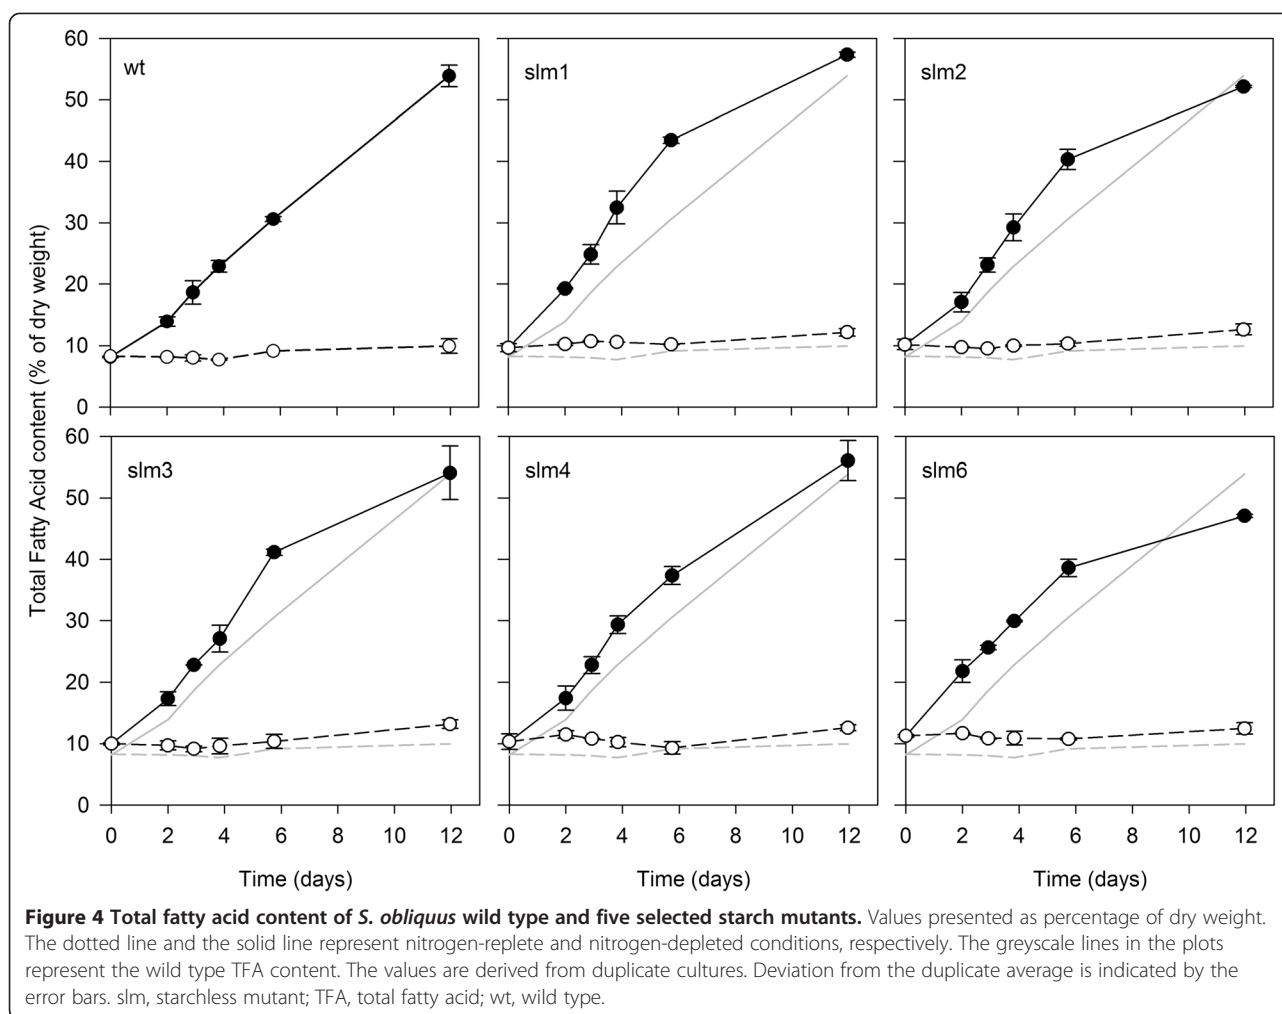 60
50
40
30
20
10
0
wt
slm1
slm2
Total Fatty Acid content (% of dry weight)
60
50
40
30
20
10
0
slm3
slm4
slm6
0 2 4 6 8 10 12
0 2 4 6 8 10 12
0 2 4 6 8 10 12
Time (days)
Time (days)
Time (days)
Figure 4 Total fatty acid content of S. obliquus wild type and five selected starch mutants. Values presented as percentage of dry weight.
The dotted line and the solid line represent nitrogen-replete and nitrogen-depleted conditions, respectively. The greyscale lines in the plots
represent the wild type TFA content. The values are derived from duplicate cultures. Deviation from the duplicate average is indicated by the
error bars. slm, starchless mutant; TFA, total fatty acid; wt, wild type.